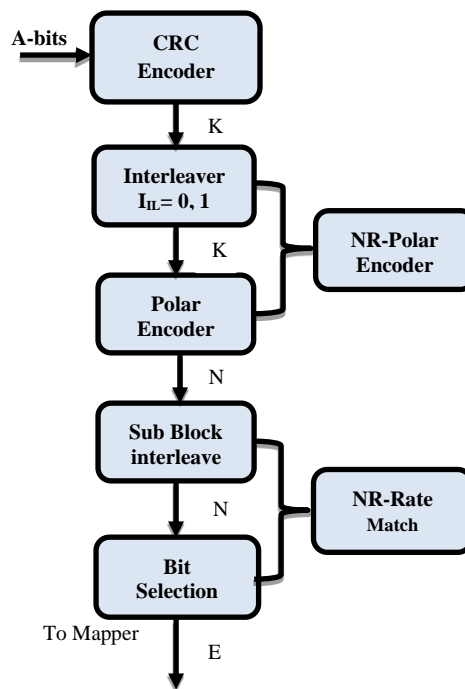 A-bits
CRC
Encoder
K
Interleaver
I_IL= 0, 1
NR-Polar
Encoder
K
Polar
Encoder
N
Sub Block
interleave
N
NR-Rate
Match
Bit
Selection
To Mapper
E